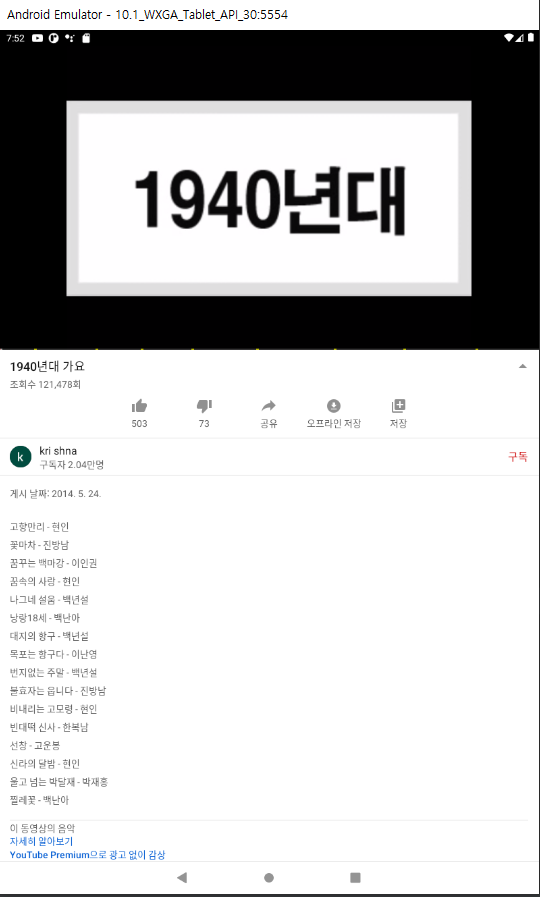 Android Emulator - 10.1_WXGA_Tablet_API_30:5554
7:52
1940년대
1940년대 가요
조회수 121,478회
503
73
공유
오프라인 저장
저장
k
kri shna
구독자 2.04만명
구독
게시 날짜: 2014. 5. 24.
고향만리 - 현인
꽃마차 - 진방남
꿈꾸는 백마강 - 이인권
꿈속의 사랑 - 현인
나그네 설움 - 백년설
낭랑18세 - 백난아
대지의 항구 - 백년설
목포는 항구다 - 이난영
번지없는 주말 - 백년설
불효자는 웁니다 - 진방남
비내리는 고모령 - 현인
빈대떡 신사 - 한복남
선창 - 고운봉
신라의 달밤 - 현인
울고 넘는 박달재 - 박재홍
찔레꽃 - 백난아
이 동영상의 음악
자세히 알아보기
YouTube Premium으로 광고 없이 감상